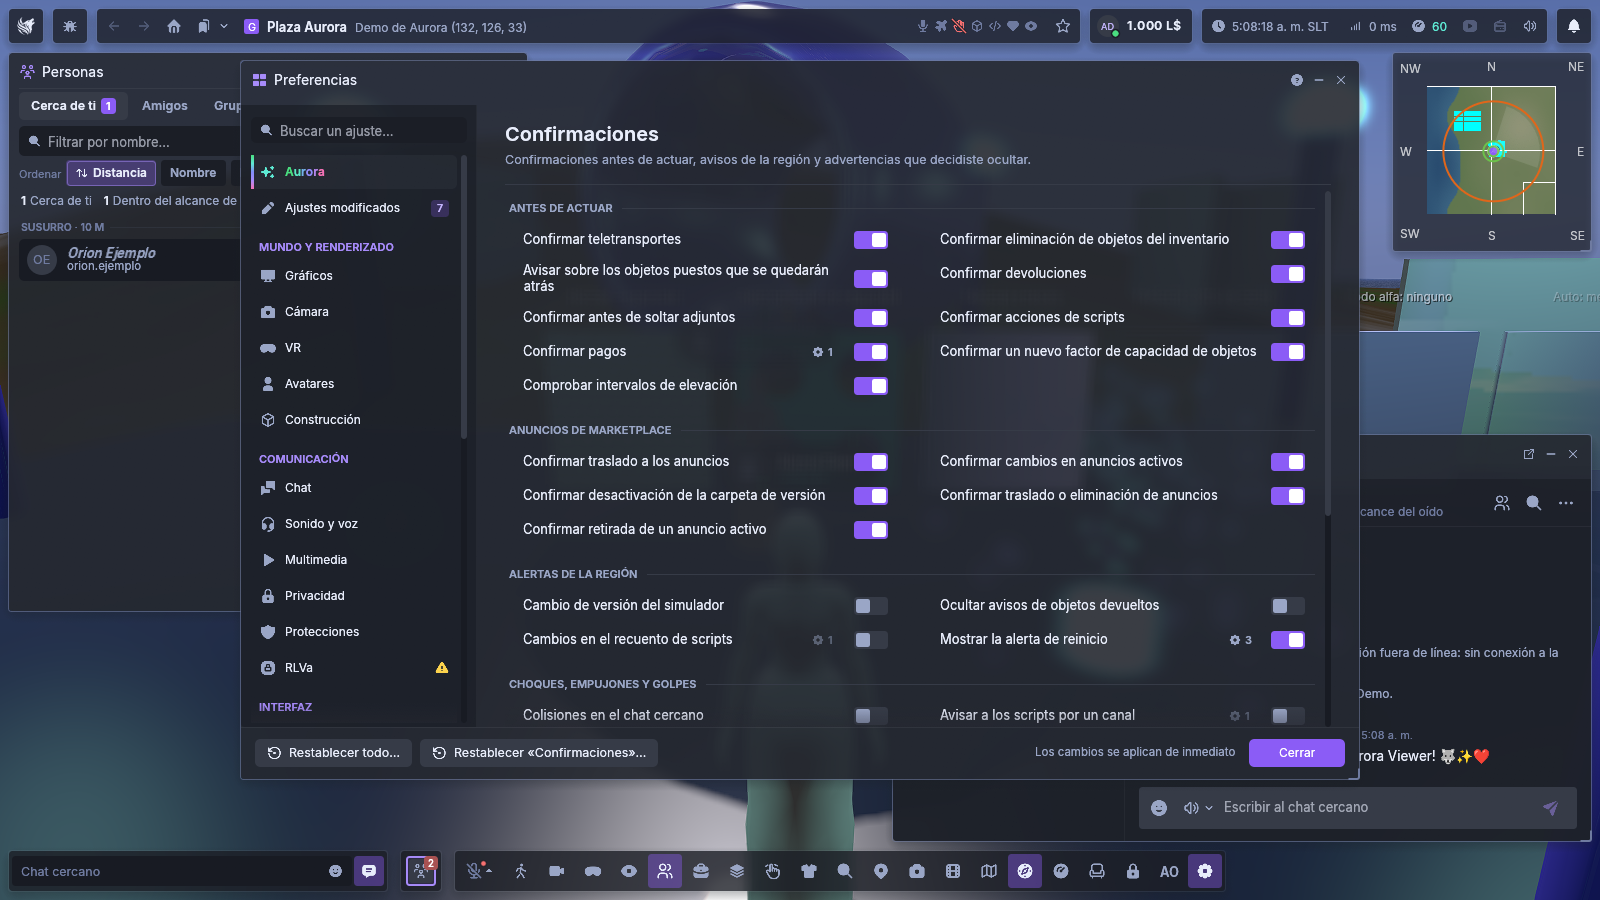 Plaza Aurora
Demo de Aurora (132, 126, 33)
AD
1.000 L$
5:08:18 a. m. SLT
0 ms
60
Personas
Cerca de ti 1
Amigos
Grup
Filtrar por nombre...
Ordenar
Distancia
Nombre
1 Cerca de ti
1 Dentro del alcance de
SUSURRO · 10 M
OE
Orion Ejemplo
orion.ejemplo
Preferencias
Buscar un ajuste...
Aurora
Ajustes modificados
7
MUNDO Y RENDERIZADO
Gráficos
Cámara
VR
Avatares
Construcción
COMUNICACIÓN
Chat
Sonido y voz
Multimedia
Privacidad
Protecciones
RLVa
INTERFAZ
Confirmaciones
Confirmaciones antes de actuar, avisos de la región y advertencias que decidiste ocultar.
ANTES DE ACTUAR
Confirmar teletransportes
Confirmar eliminación de objetos del inventario
Avisar sobre los objetos puestos que se quedarán
atrás
Confirmar devoluciones
Confirmar antes de soltar adjuntos
Confirmar acciones de scripts
Confirmar pagos
1
Confirmar un nuevo factor de capacidad de objetos
Comprobar intervalos de elevación
ANUNCIOS DE MARKETPLACE
Confirmar traslado a los anuncios
Confirmar cambios en anuncios activos
Confirmar desactivación de la carpeta de versión
Confirmar traslado o eliminación de anuncios
Confirmar retirada de un anuncio activo
ALERTAS DE LA REGIÓN
Cambio de versión del simulador
Ocultar avisos de objetos devueltos
Cambios en el recuento de scripts
1
Mostrar la alerta de reinicio
3
CHOQUES, EMPUJONES Y GOLPES
Colisiones en el chat cercano
Avisar a los scripts por un canal
1
Restablecer todo...
Restablecer «Confirmaciones»...
Los cambios se aplican de inmediato
Cerrar
NW
N
NE
W
E
SW
S
SE
do alfa: ninguno
Auto: m
cance del oído
ión fuera de línea: sin conexión a la
Demo.
5:08 a. m.
rora Viewer! 🐺✨❤️
Escribir al chat cercano
Chat cercano
2
AO